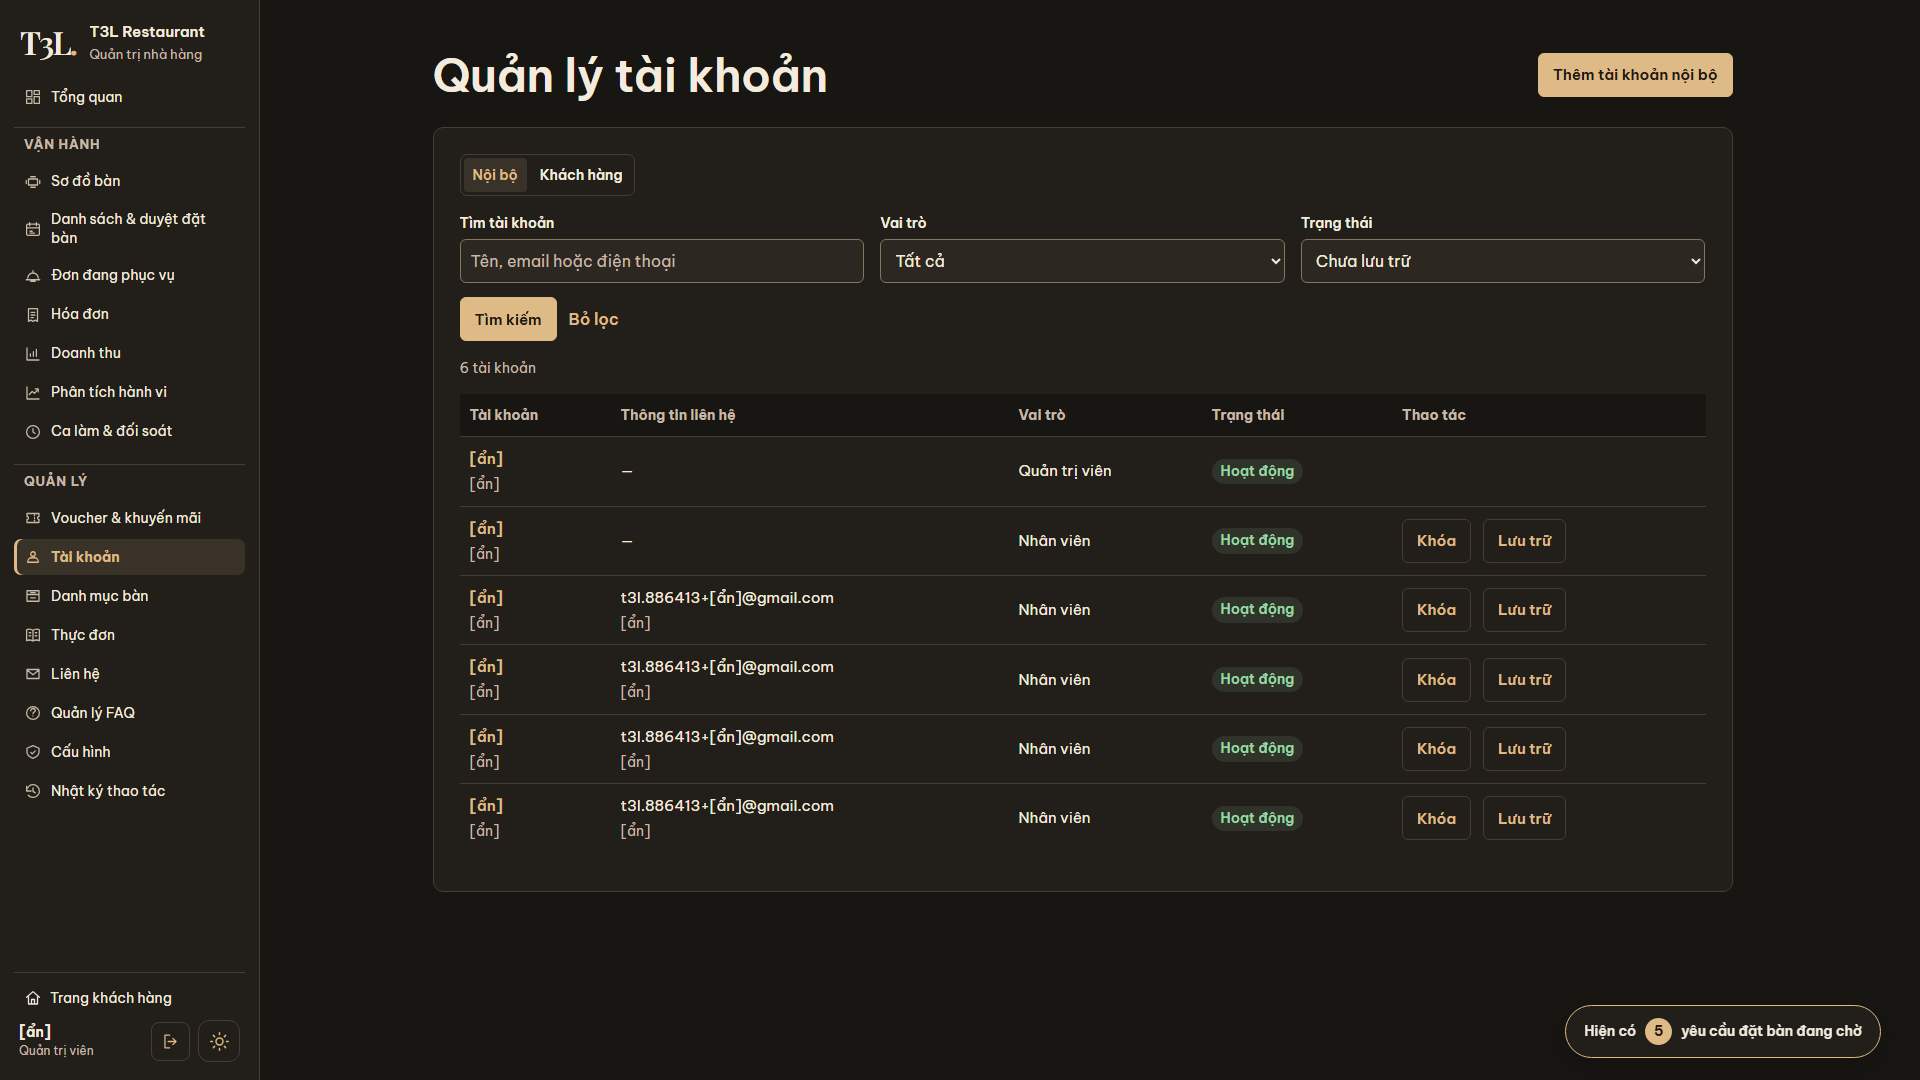 T3L.
T3L Restaurant
Quản trị nhà hàng
Tổng quan
VẬN HÀNH
Sơ đồ bàn
Danh sách & duyệt đặt
bàn
Đơn đang phục vụ
Hóa đơn
Doanh thu
Phân tích hành vi
Ca làm & đối soát
QUẢN LÝ
Voucher & khuyến mãi
Tài khoản
Danh mục bàn
Thực đơn
Liên hệ
Quản lý FAQ
Cấu hình
Nhật ký thao tác
Trang khách hàng
[ẩn]
Quản trị viên
Quản lý tài khoản
Thêm tài khoản nội bộ
Nội bộ Khách hàng
Tìm tài khoản Vai trò Trạng thái
Tên, email hoặc điện thoại Tất cả Chưa lưu trữ
Tìm kiếm Bỏ lọc
6 tài khoản
Tài khoản Thông tin liên hệ Vai trò Trạng thái Thao tác
[ẩn]
[ẩn]
— Quản trị viên Hoạt động
[ẩn]
[ẩn]
— Nhân viên Hoạt động Khóa Lưu trữ
[ẩn] t3l.886413+[ẩn]@gmail.com
[ẩn] [ẩn]
Nhân viên Hoạt động Khóa Lưu trữ
[ẩn] t3l.886413+[ẩn]@gmail.com
[ẩn] [ẩn]
Nhân viên Hoạt động Khóa Lưu trữ
[ẩn] t3l.886413+[ẩn]@gmail.com
[ẩn] [ẩn]
Nhân viên Hoạt động Khóa Lưu trữ
[ẩn] t3l.886413+[ẩn]@gmail.com
[ẩn] [ẩn]
Nhân viên Hoạt động Khóa Lưu trữ
Hiện có 5 yêu cầu đặt bàn đang chờ